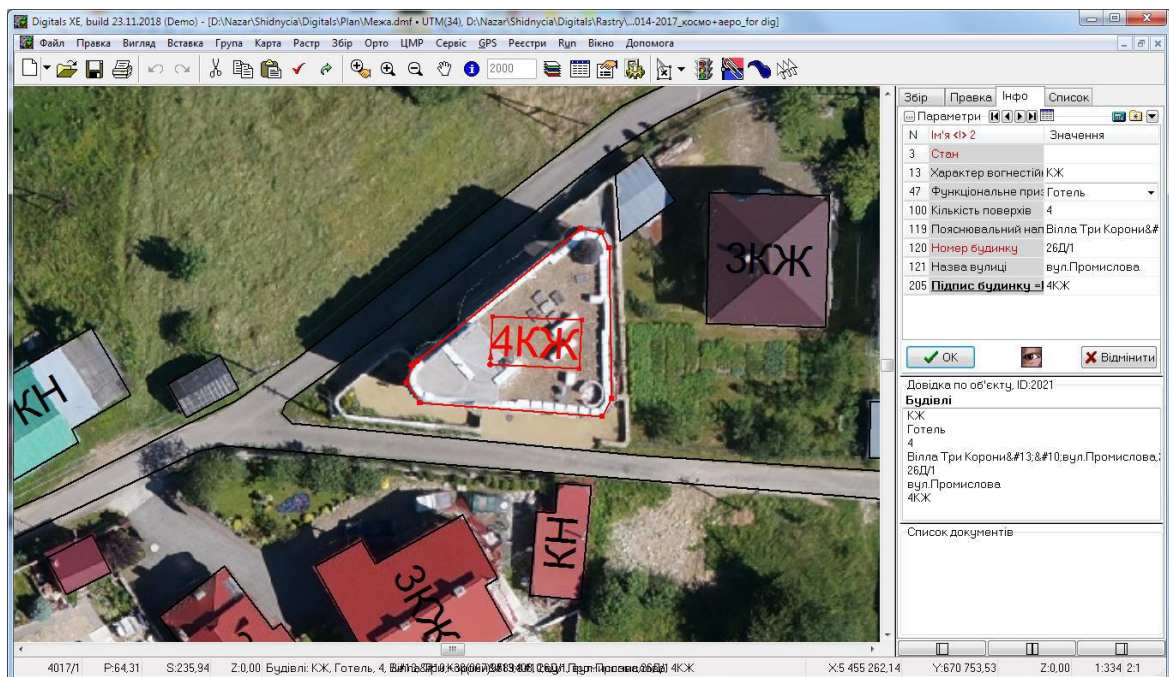 Digitals XE, build 23.11.2018 (Demo) - [D:\Nazar\Shidnycia\Digitals\Plan\Межа.dmf • UTM(34), D:\Nazar\Shidnycia\Digitals\Rastry\...014-2017_космо+аеро_for dig]
Файл Правка Вигляд Вставка Група Карта Растр Збір Орто ЦМР Сервіс GPS Реєстри Run Вікно Допомога
2000
Збір Правка Інфо Список
Параметри
N Ім'я <I> 2 Значення
3 Стан
13 Характер вогнестій КЖ
47 Функціональне приз Готель
100 Кількість поверхів 4
119 Пояснювальний нап Вілла Три Корони&#
120 Номер будинку 26Д/1
121 Назва вулиці вул.Промислова
205 Підпис будинку = 4КЖ
OK Відмінити
Довідка по об'єкту, ID:2021
Будівлі
КЖ
Готель
4
Вілла Три Корони&#13;&#10;вул.Промислова,
26Д/1
вул.Промислова
4КЖ
Список документів
3КЖ
4КЖ
КН
КН
3КЖ
4017/1 P:64,31 S:235,94 Z:0,00 Будівлі: КЖ, Готель, 4, 4КЖ X:5 455 262,14 Y:670 753,53 Z:0,00 1:334 2:1